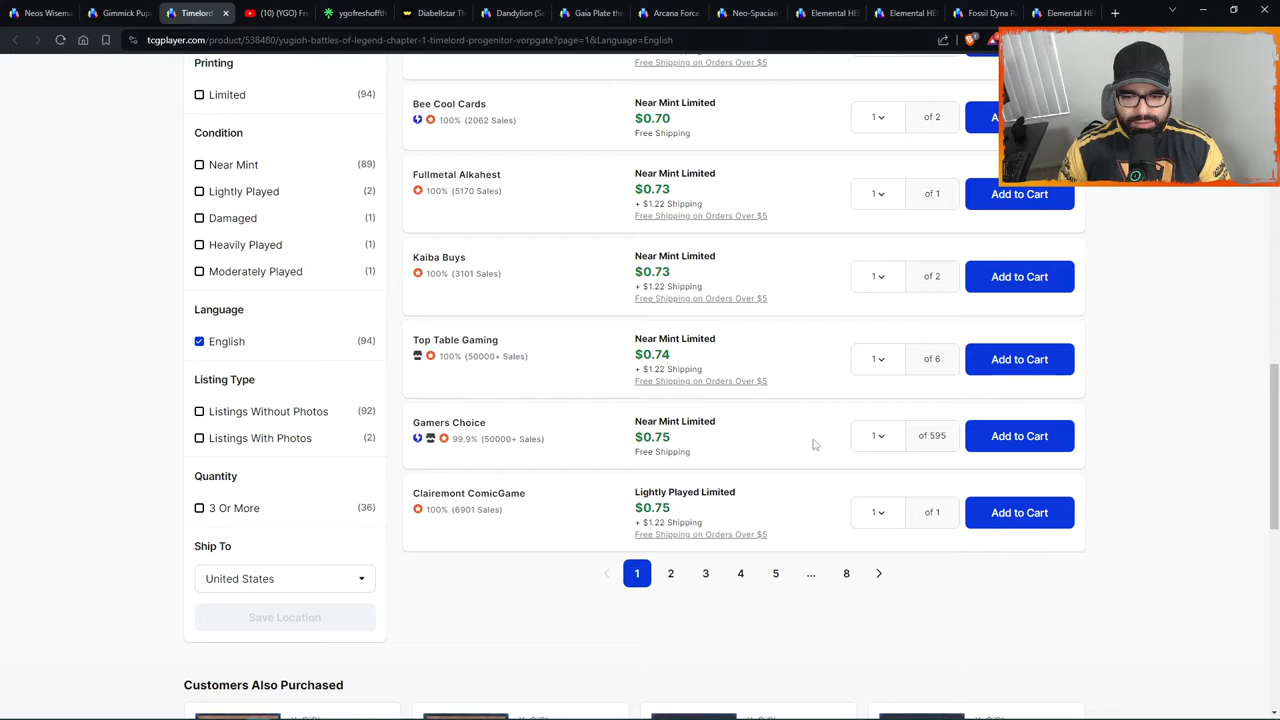 Neos Wisem
Gimmick Pup
Timelord
(10) (YGO) Fr
ygofreshoffth
Diabellstar Th
Dandylion (S
Gaia Plate the
Arcana Force
Neo-Spacian
Elemental HE
Elemental HE
Fossil Dyna P
Elemental HE
tcgplayer.com/product/538480/yugioh-battles-of-legend-chapter-1-timelord-progenitor-vorpgate?page=1&Language=English
Printing
Limited (94)
Condition
Near Mint (89)
Lightly Played (2)
Damaged (1)
Heavily Played (1)
Moderately Played (1)
Language
English (94)
Listing Type
Listings Without Photos (92)
Listings With Photos (2)
Quantity
3 Or More (36)
Ship To
United States
Save Location
Free Shipping on Orders Over $5
Bee Cool Cards
100% (2062 Sales)
Near Mint Limited
$0.70
Free Shipping
1 of 2
A
Fullmetal Alkahest
100% (5170 Sales)
Near Mint Limited
$0.73
+ $1.22 Shipping
Free Shipping on Orders Over $5
1 of 1
Add to Cart
Kaiba Buys
100% (3101 Sales)
Near Mint Limited
$0.73
+ $1.22 Shipping
Free Shipping on Orders Over $5
1 of 2
Add to Cart
Top Table Gaming
100% (50000+ Sales)
Near Mint Limited
$0.74
+ $1.22 Shipping
Free Shipping on Orders Over $5
1 of 6
Add to Cart
Gamers Choice
99.9% (50000+ Sales)
Near Mint Limited
$0.75
Free Shipping
1 of 595
Add to Cart
Clairemont ComicGame
100% (6901 Sales)
Lightly Played Limited
$0.75
+ $1.22 Shipping
Free Shipping on Orders Over $5
1 of 1
Add to Cart
1 2 3 4 5 ... 8
Customers Also Purchased